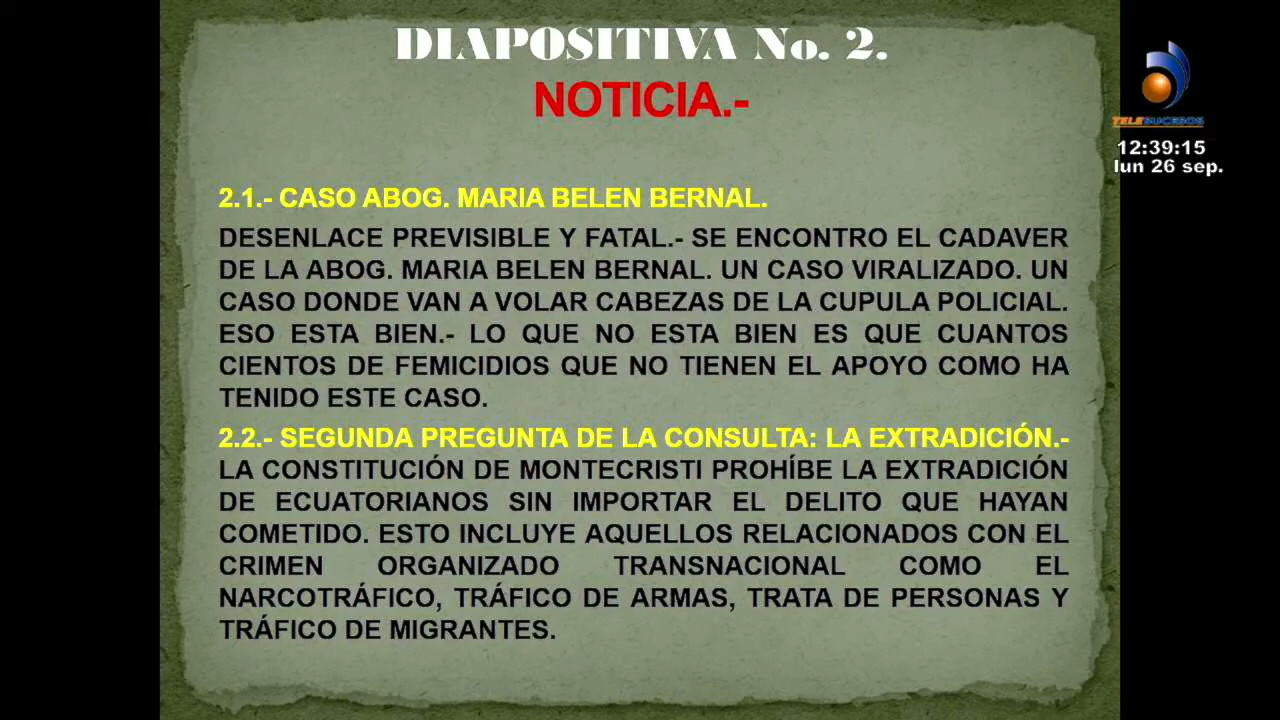 DIAPOSITIVA No. 2.
NOTICIA.-
TELESUCESOS
12:39:15
lun 26 sep.
2.1.- CASO ABOG. MARIA BELEN BERNAL.
DESENLACE PREVISIBLE Y FATAL.- SE ENCONTRO EL CADAVER
DE LA ABOG. MARIA BELEN BERNAL. UN CASO VIRALIZADO. UN
CASO DONDE VAN A VOLAR CABEZAS DE LA CUPULA POLICIAL.
ESO ESTA BIEN.- LO QUE NO ESTA BIEN ES QUE CUANTOS
CIENTOS DE FEMICIDIOS QUE NO TIENEN EL APOYO COMO HA
TENIDO ESTE CASO.
2.2.- SEGUNDA PREGUNTA DE LA CONSULTA: LA EXTRADICIÓN.-
LA CONSTITUCIÓN DE MONTECRISTI PROHÍBE LA EXTRADICIÓN
DE ECUATORIANOS SIN IMPORTAR EL DELITO QUE HAYAN
COMETIDO. ESTO INCLUYE AQUELLOS RELACIONADOS CON EL
CRIMEN ORGANIZADO TRANSNACIONAL COMO EL
NARCOTRÁFICO, TRÁFICO DE ARMAS, TRATA DE PERSONAS Y
TRÁFICO DE MIGRANTES.